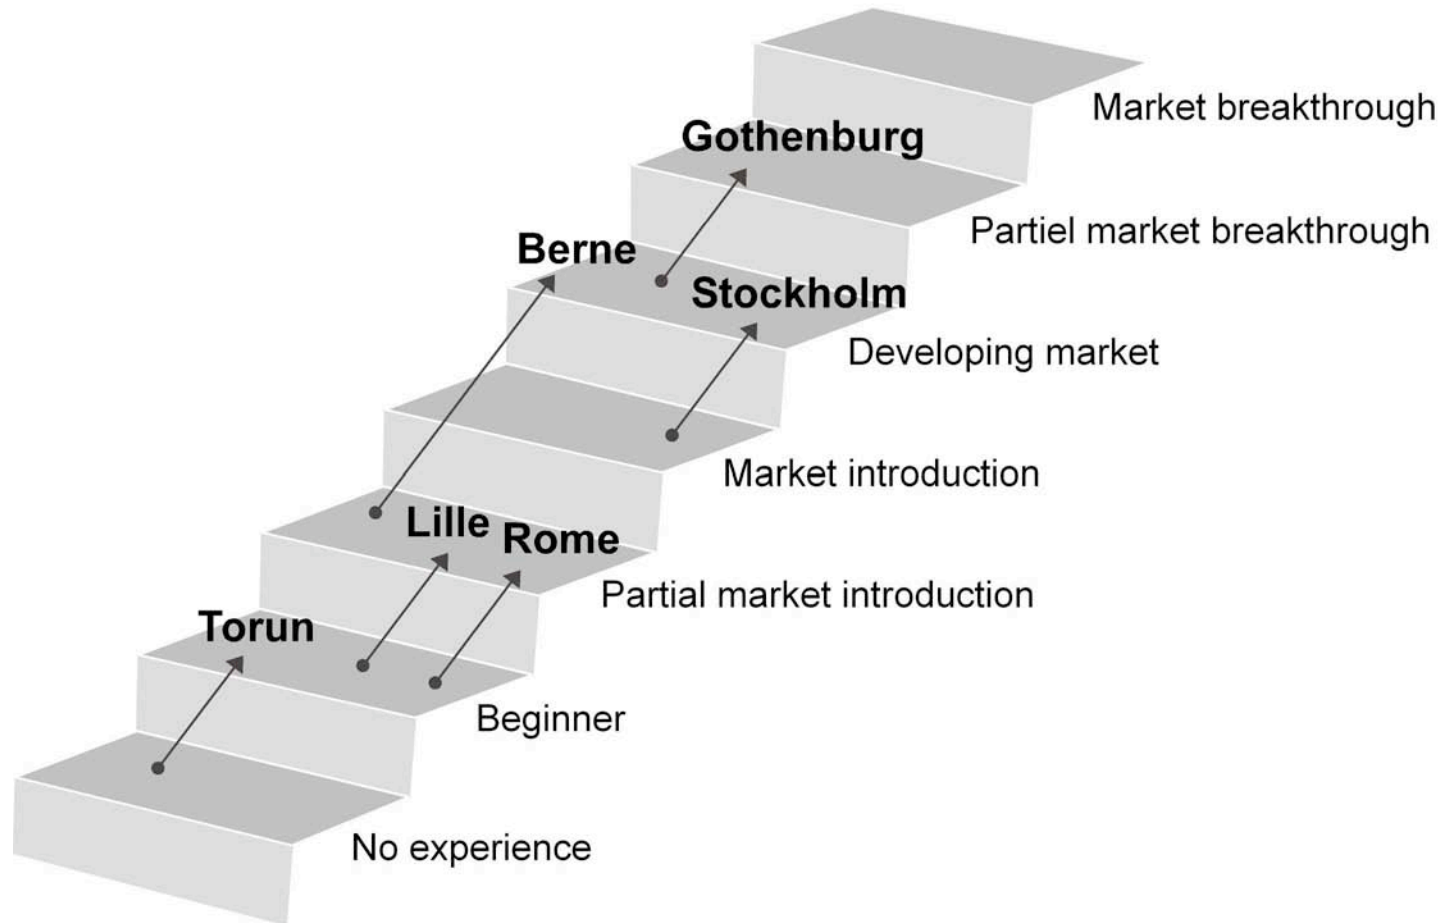 Market breakthrough
Gothenburg
Partiel market breakthrough
Berne
Stockholm
Developing market
Market introduction
Lille
Rome
Partial market introduction
Torun
Beginner
No experience